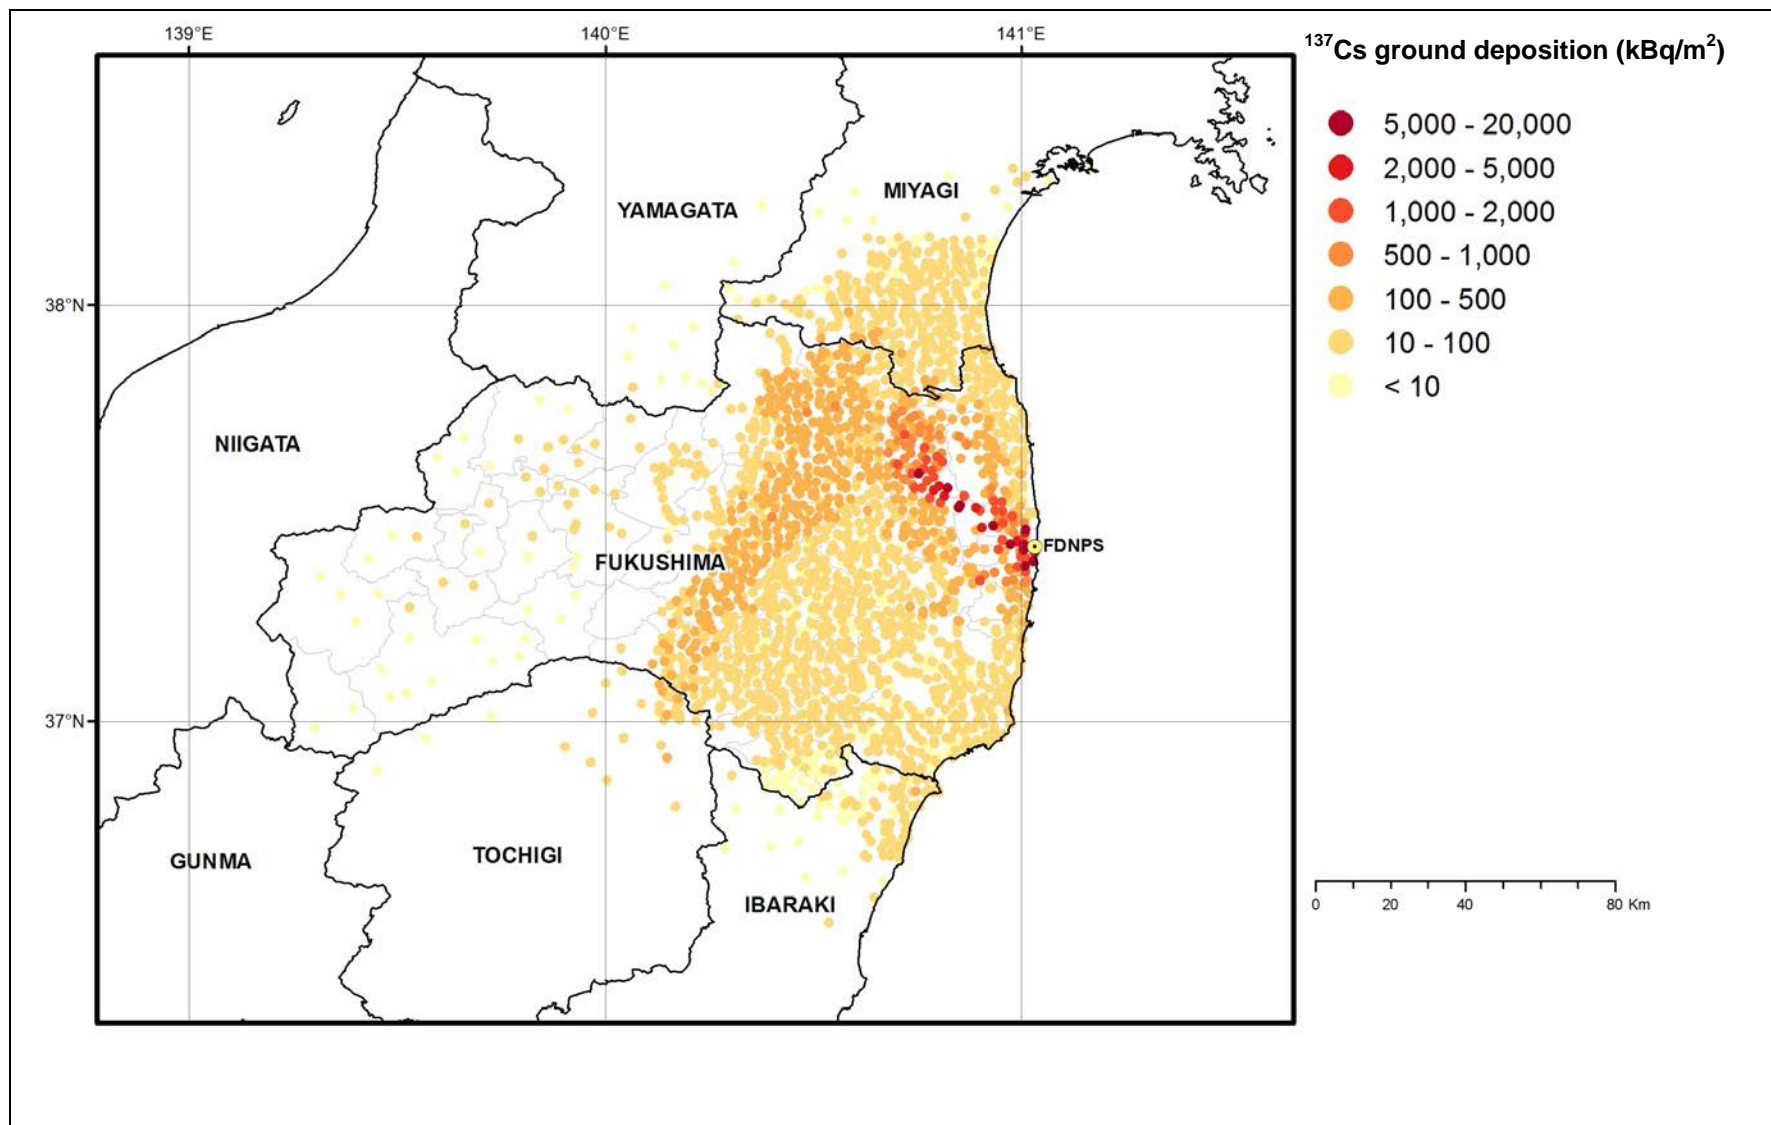 139°E
140°E
141°E
¹³⁷Cs ground deposition (kBq/m²)
5,000 - 20,000
2,000 - 5,000
1,000 - 2,000
500 - 1,000
100 - 500
10 - 100
< 10
MIYAGI
YAMAGATA
38°N
NIIGATA
FDNPS
FUKUSHIMA
37°N
TOCHIGI
GUNMA
IBARAKI
0 20 40 80 Km